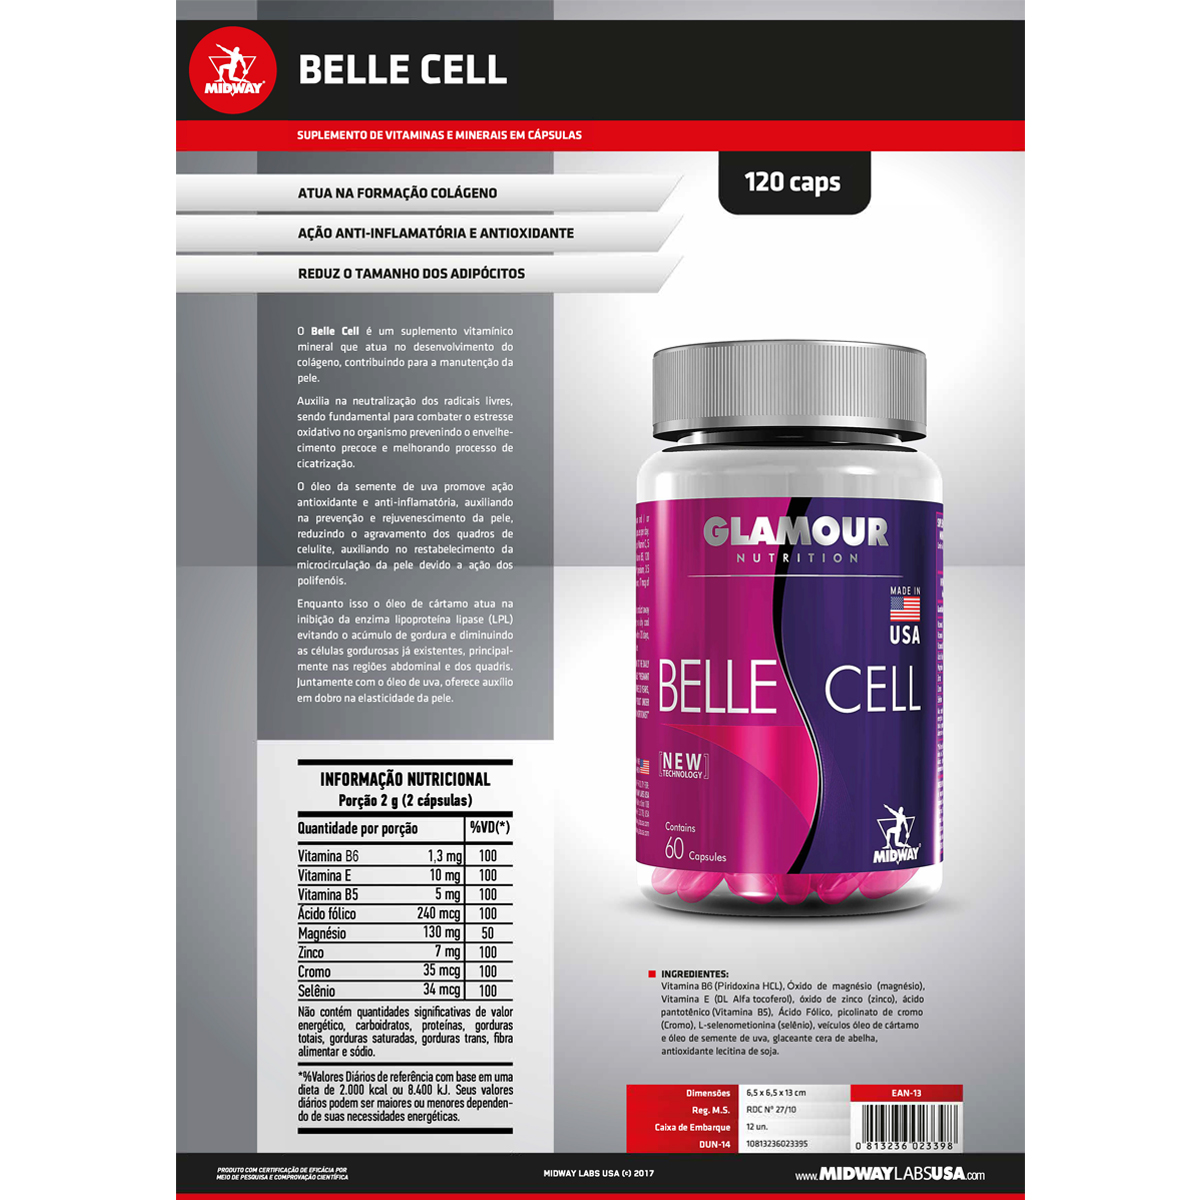 MIDWAY
BELLE CELL
SUPLEMENTO DE VITAMINAS E MINERAIS EM CÁPSULAS
120 caps
ATUA NA FORMAÇÃO COLÁGENO
AÇÃO ANTI-INFLAMATÓRIA E ANTIOXIDANTE
REDUZ O TAMANHO DOS ADIPÓCITOS
O Belle Cell é um suplemento vitamínico
mineral que atua no desenvolvimento do
colágeno, contribuindo para a manutenção da
pele.
Auxilia na neutralização dos radicais livres,
sendo fundamental para combater o estresse
oxidativo no organismo prevenindo o envelhe-
cimento precoce e melhorando processo de
cicatrização.
O óleo da semente de uva promove ação
antioxidante e anti-inflamatória, auxiliando
na prevenção e rejuvenescimento da pele,
reduzindo o agravamento dos quadros de
celulite, auxiliando no restabelecimento da
microcirculação da pele devido a ação dos
polifenóis.
Enquanto isso o óleo de cártamo atua na
inibição da enzima lipoproteína lipase (LPL)
evitando o acúmulo de gordura e diminuindo
as células gordurosas já existentes, principal-
mente nas regiões abdominal e dos quadris.
Juntamente com o óleo de uva, oferece auxílio
em dobro na elasticidade da pele.
INFORMAÇÃO NUTRICIONAL
Porção 2 g (2 cápsulas)
Quantidade por porção %VD(*)
Vitamina B6 1,3 mg 100
Vitamina E 10 mg 100
Vitamina B5 5 mg 100
Ácido fólico 240 mcg 100
Magnésio 130 mg 50
Zinco 7 mg 100
Cromo 35 mcg 100
Selênio 34 mcg 100
Não contém quantidades significativas de valor
energético, carboidratos, proteínas, gorduras
totais, gorduras saturadas, gorduras trans, fibra
alimentar e sódio.
*%Valores Diários de referência com base em uma
dieta de 2.000 kcal ou 8.400 kJ. Seus valores
diários podem ser maiores ou menores dependen-
do de suas necessidades energéticas.
GLAMOUR
NUTRITION
MADE IN
USA
BELLE CELL
[NEW]
TECHNOLOGY
Contains
60 Capsules
MIDWAY
INGREDIENTES:
Vitamina B6 (Piridoxina HCL), Óxido de magnésio (magnésio),
Vitamina E (DL Alfa tocoferol), óxido de zinco (zinco), ácido
pantotênico (Vitamina B5), Ácido Fólico, picolinato de cromo
(Cromo), L-selenometionina (selênio), veículos óleo de cártamo
e óleo de semente de uva, glaceante cera de abelha,
antioxidante lecitina de soja.
Dimensões 6,5 x 6,5 x 13 cm
Reg. M.S. RDC Nº 27/10
Caixa de Embarque 12 un.
DUN-14 10813236023395
EAN-13
0 813236 023398
PRODUTO COM CERTIFICAÇÃO DE EFICÁCIA POR
MEIO DE PESQUISA E COMPROVAÇÃO CIENTÍFICA
MIDWAY LABS USA (c) 2017
www.MIDWAYLABSUSA.com